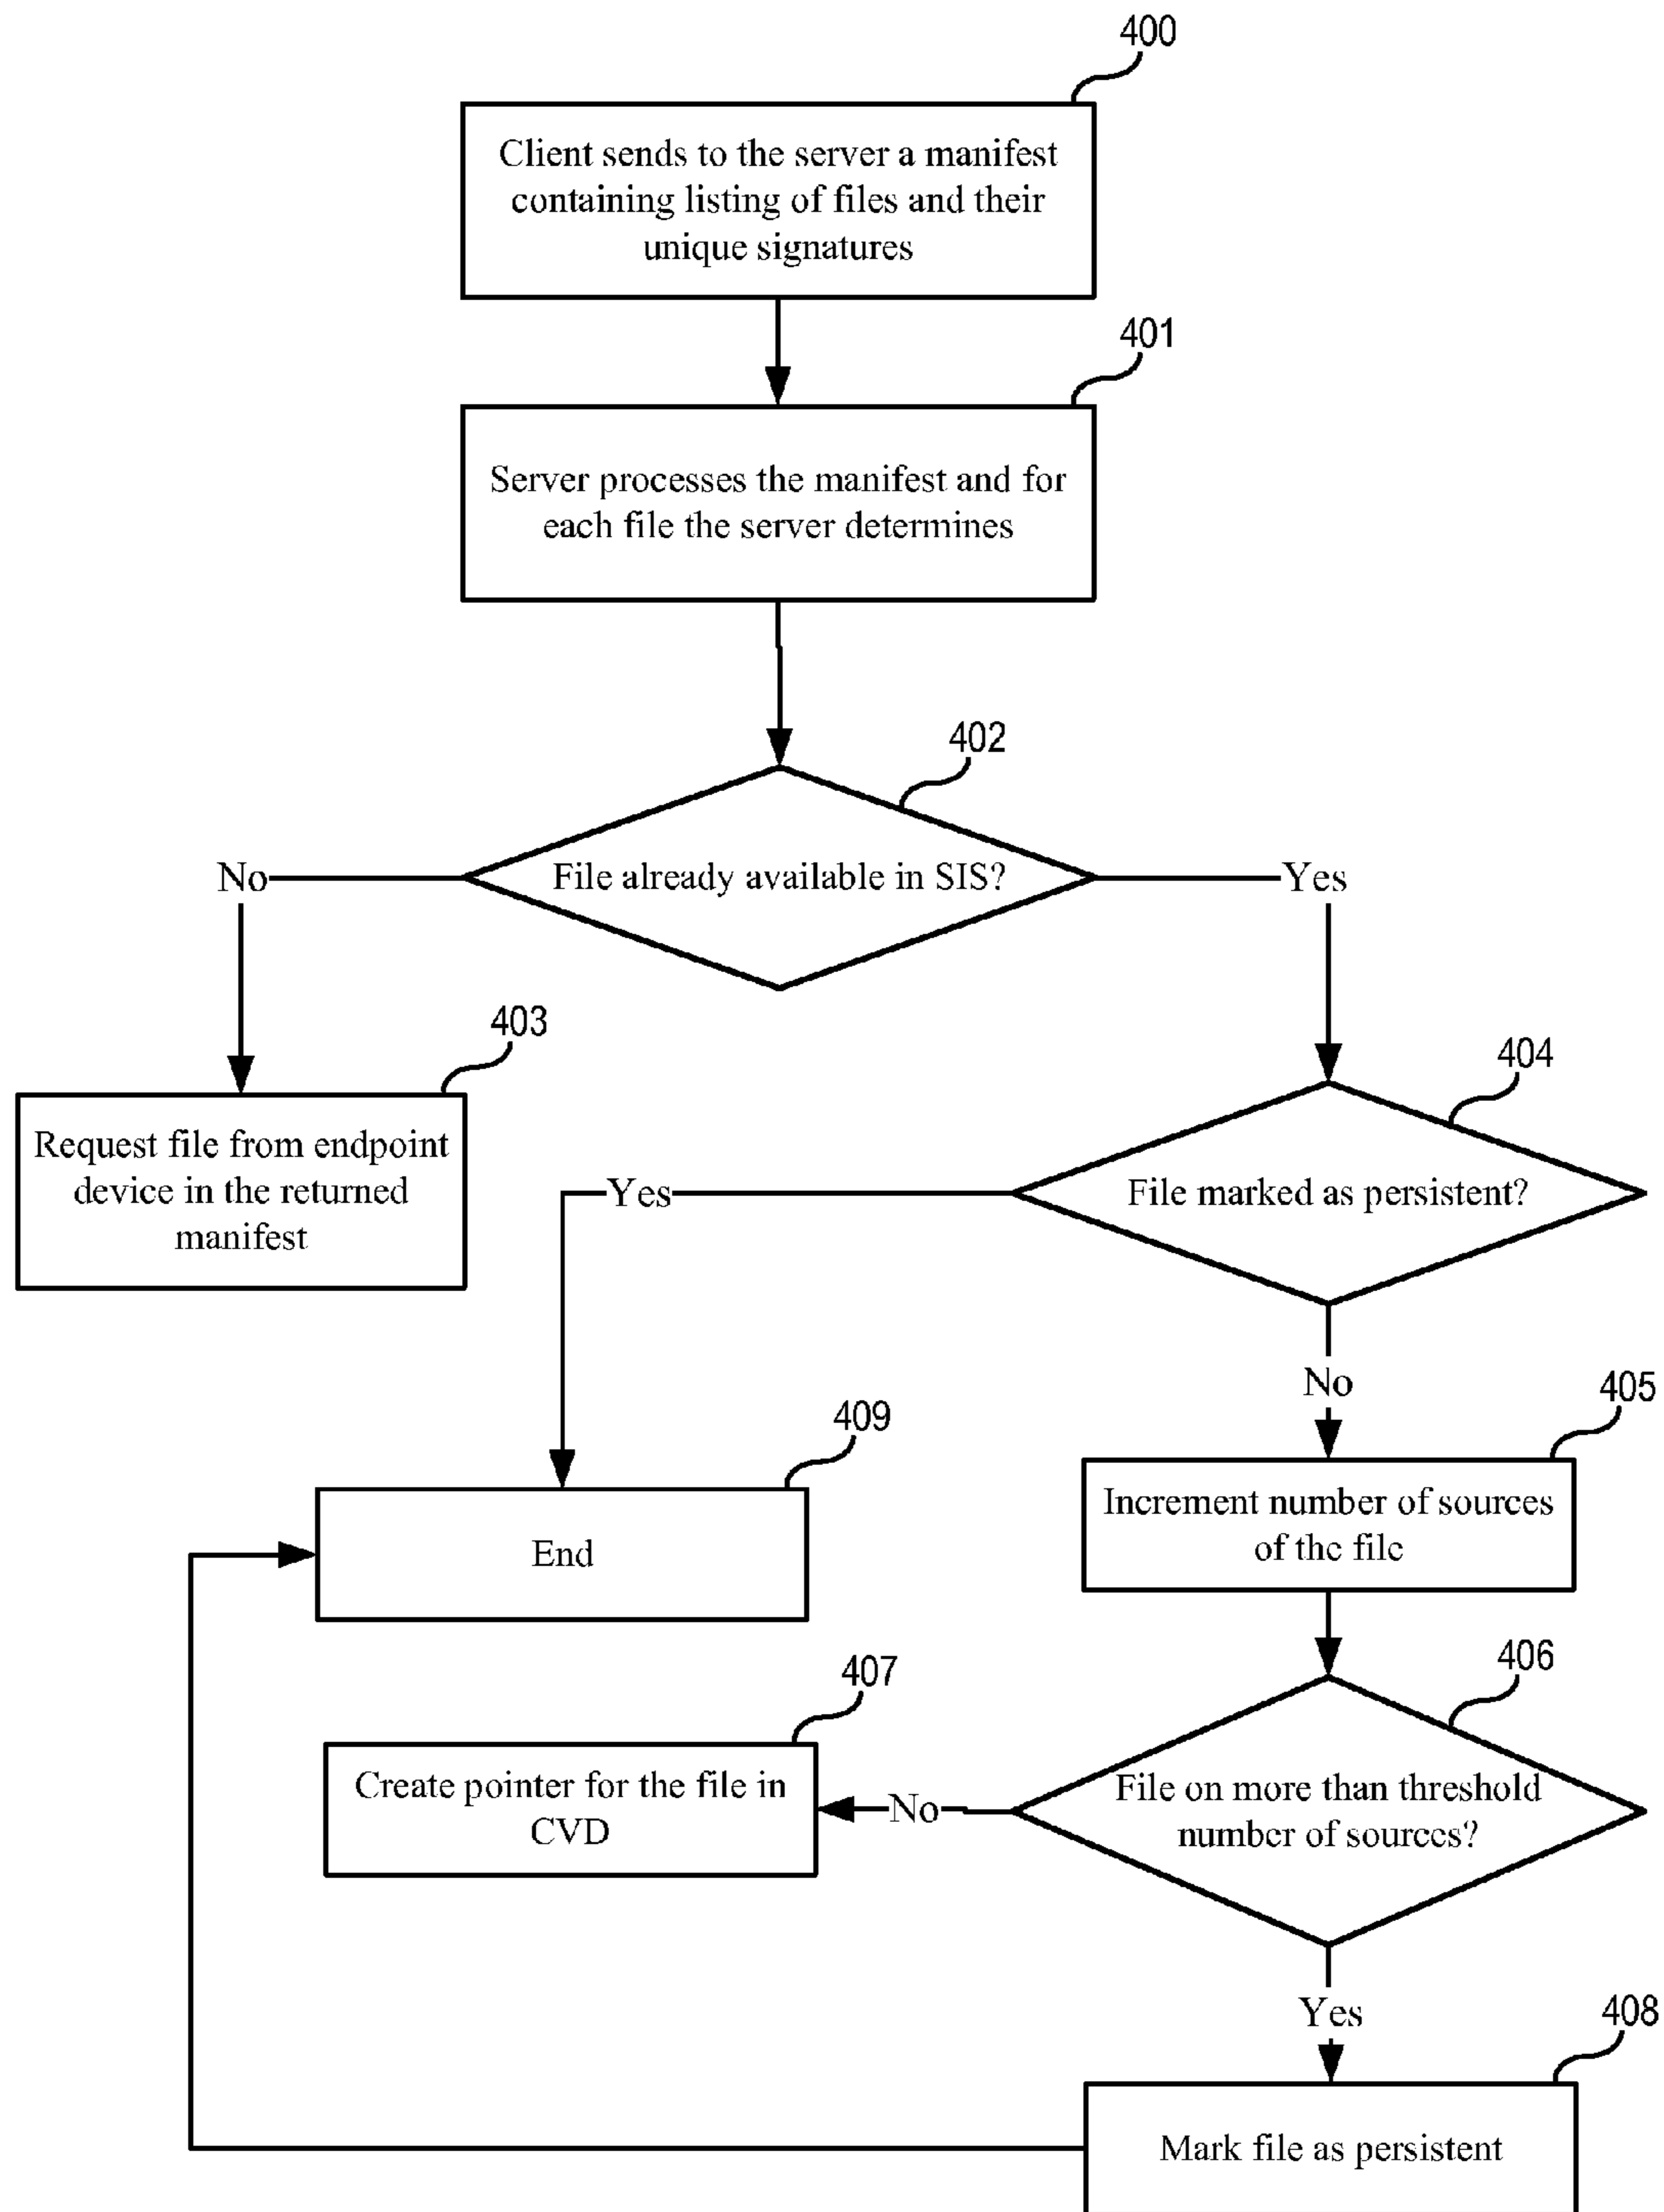 400
Client sends to the server a manifest
containing listing of files and their
unique signatures
401
Server processes the manifest and for
each file the server determines
402
File already available in SIS?
No
Yes
403
Request file from endpoint
device in the returned
manifest
404
File marked as persistent?
Yes
No
405
Increment number of sources
of the file
409
End
406
File on more than threshold
number of sources?
407
Create pointer for the file in
CVD
No
Yes
408
Mark file as persistent